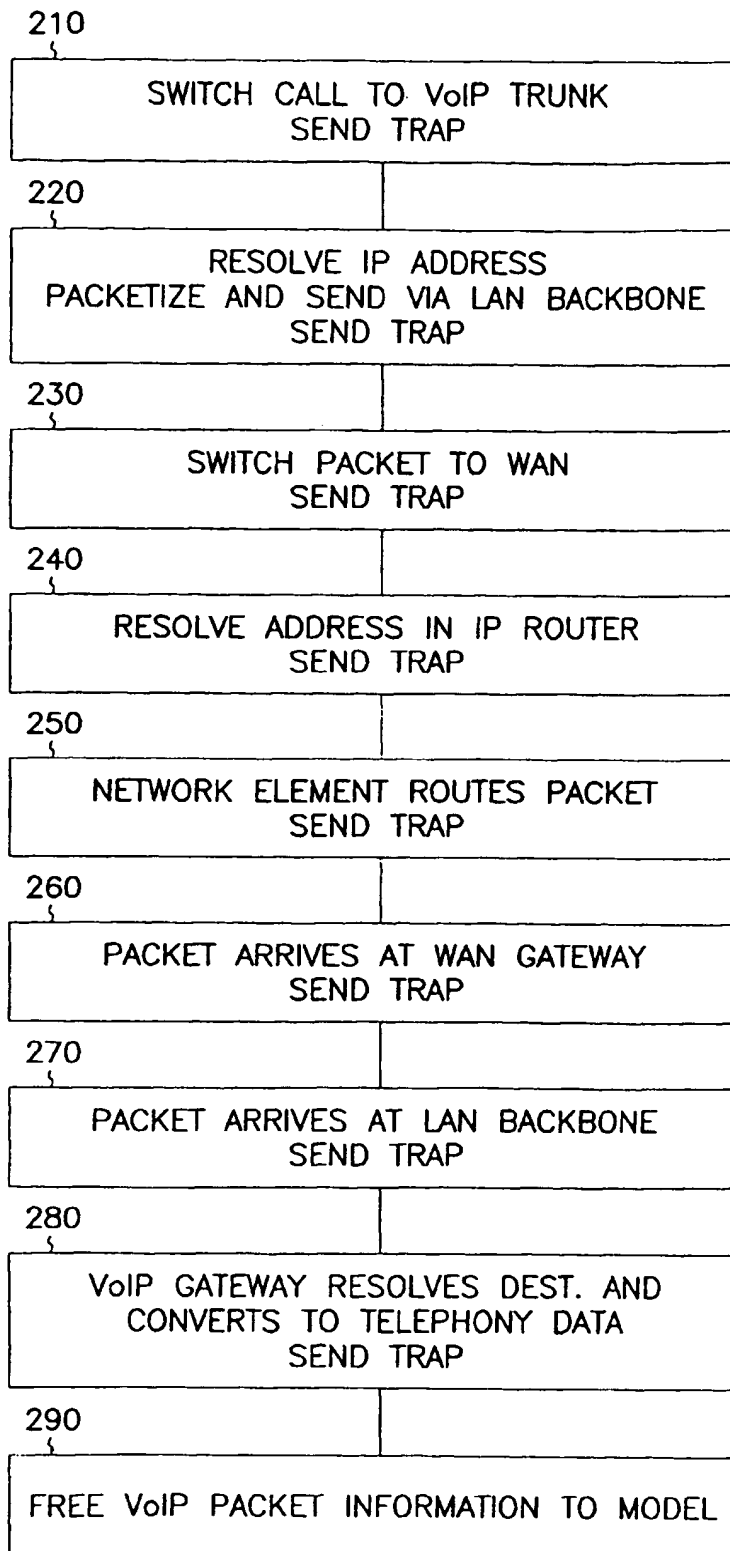 210
SWITCH CALL TO VoIP TRUNK
SEND TRAP
220
RESOLVE IP ADDRESS
PACKETIZE AND SEND VIA LAN BACKBONE
SEND TRAP
230
SWITCH PACKET TO WAN
SEND TRAP
240
RESOLVE ADDRESS IN IP ROUTER
SEND TRAP
250
NETWORK ELEMENT ROUTES PACKET
SEND TRAP
260
PACKET ARRIVES AT WAN GATEWAY
SEND TRAP
270
PACKET ARRIVES AT LAN BACKBONE
SEND TRAP
280
VoIP GATEWAY RESOLVES DEST. AND
CONVERTS TO TELEPHONY DATA
SEND TRAP
290
FREE VoIP PACKET INFORMATION TO MODEL